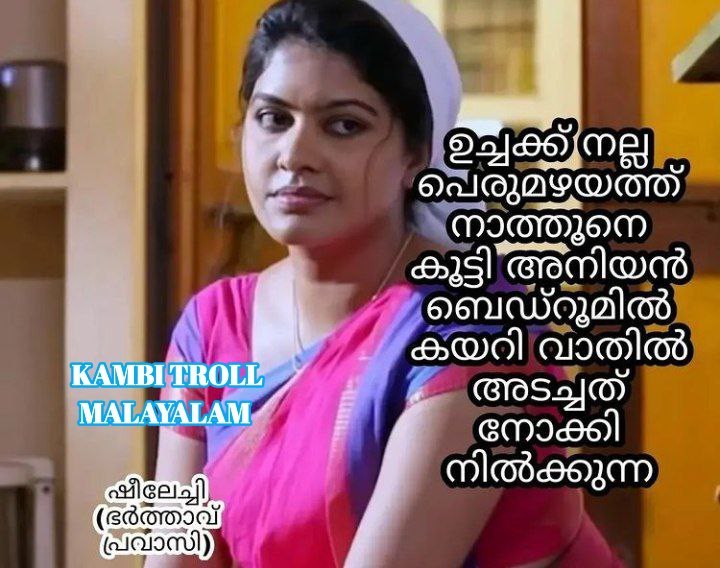 ഉച്ചക്ക് നല്ല
പെരുമഴയത്ത്
നാത്തൂനെ
കൂട്ടി അനിയൻ
ബെഡ്റൂമിൽ
കയറി വാതിൽ
അടച്ചത്
നോക്കി
നിൽക്കുന്ന
KAMBI TROLL
MALAYALAM
ഷീലേച്ചി
(ഭർത്താവ്
പ്രവാസി)